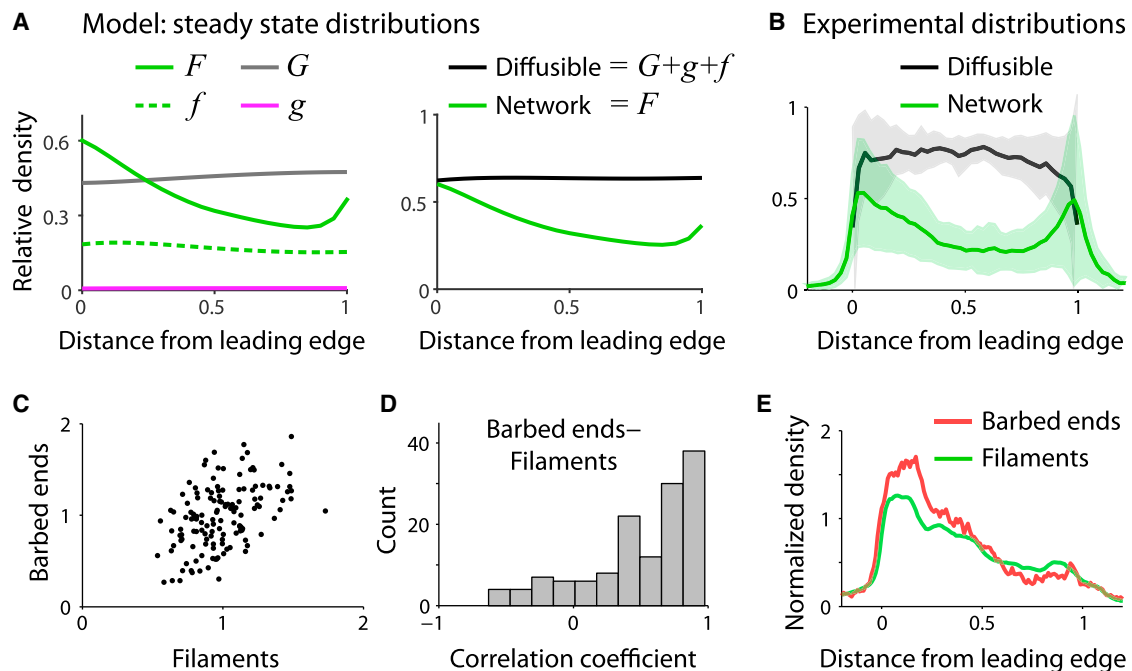 A Model: steady state distributions
F G
f g
Relative density
0.6
0.3
0
0 0.5 1
Distance from leading edge
Diffusible = G+g+f
Network = F
1
0.5
0
0 0.5 1
Distance from leading edge
B Experimental distributions
Diffusible
Network
1
0.5
0
0 0.5 1
Distance from leading edge
C
Barbed ends
2
1
0
0 1 2
Filaments
D
Barbed ends–
Filaments
Count
40
20
0
−1 0 1
Correlation coefficient
E
Barbed ends
Filaments
Normalized density
2
1
0
0 0.5 1
Distance from leading edge